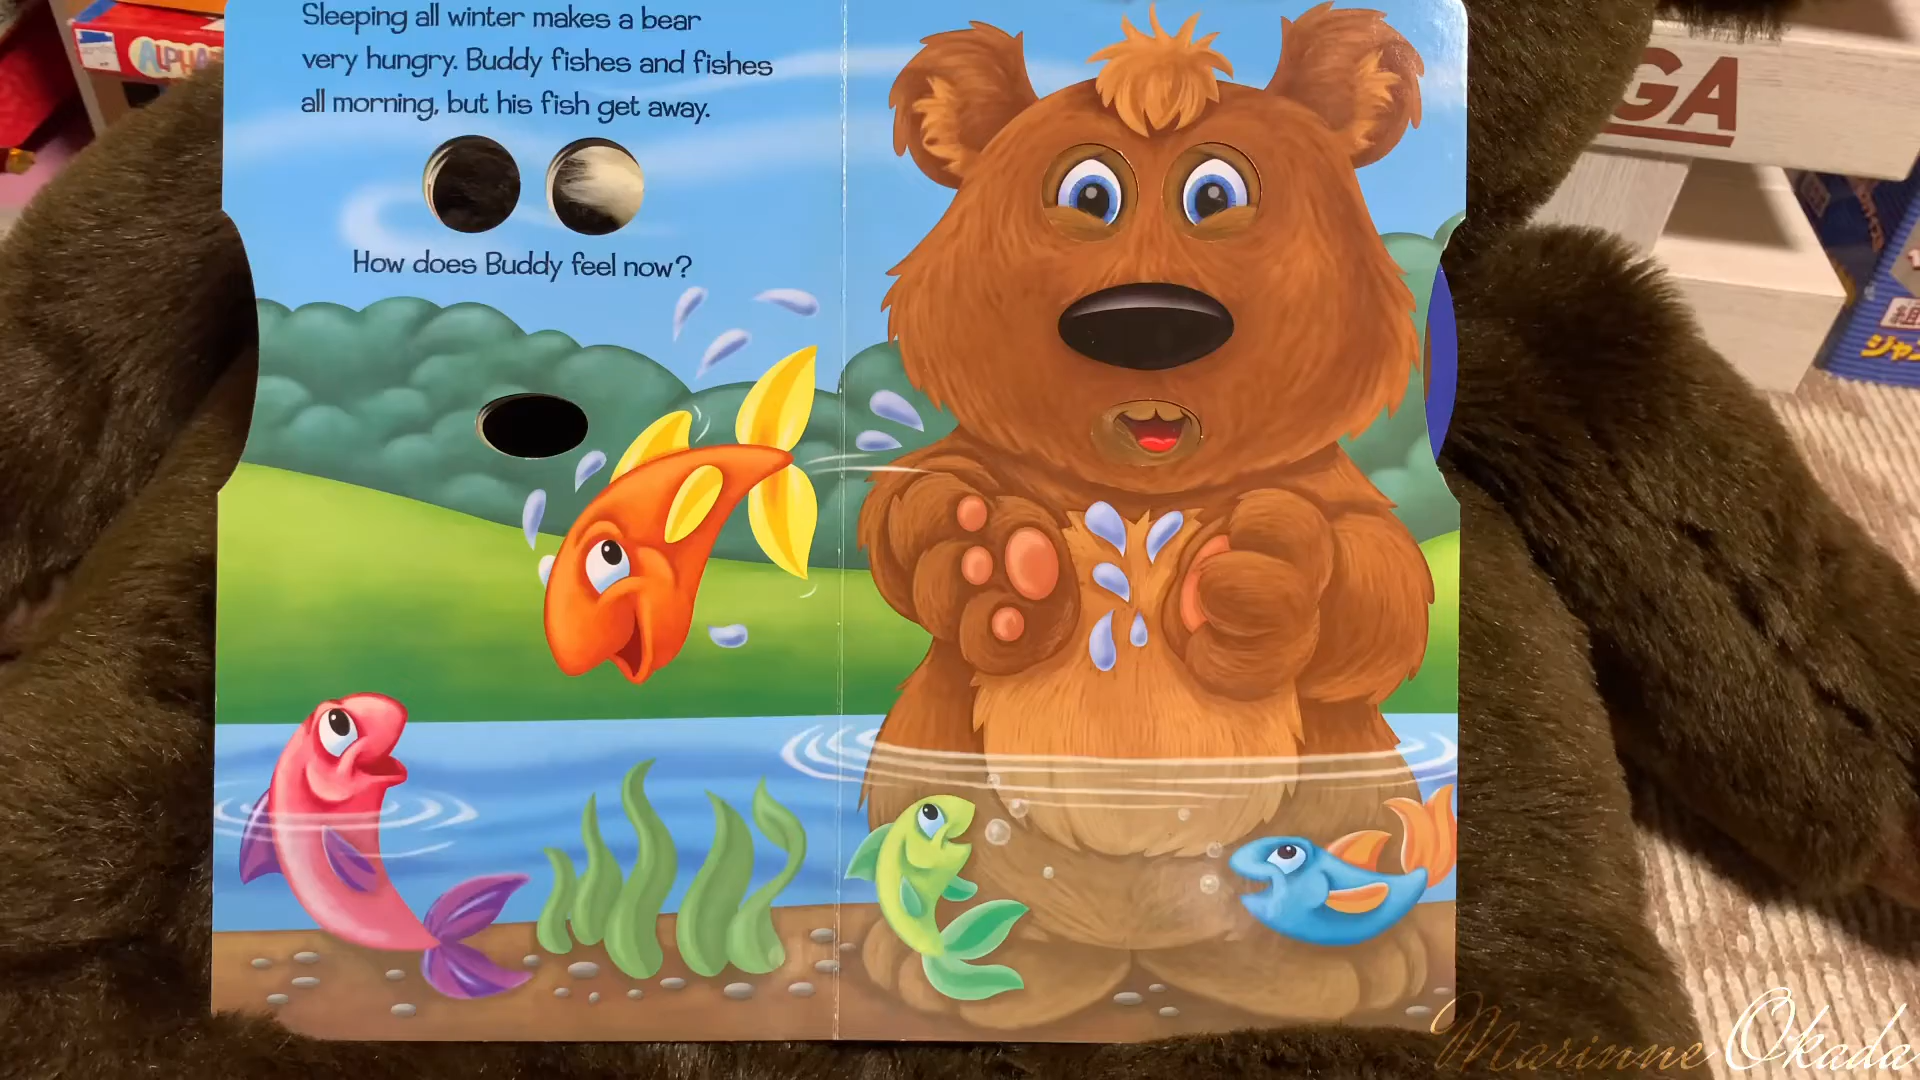 Sleeping all winter makes a bear
very hungry. Buddy fishes and fishes
all morning, but his fish get away.
How does Buddy feel now?
ALPHA
GA
Marinne Okada